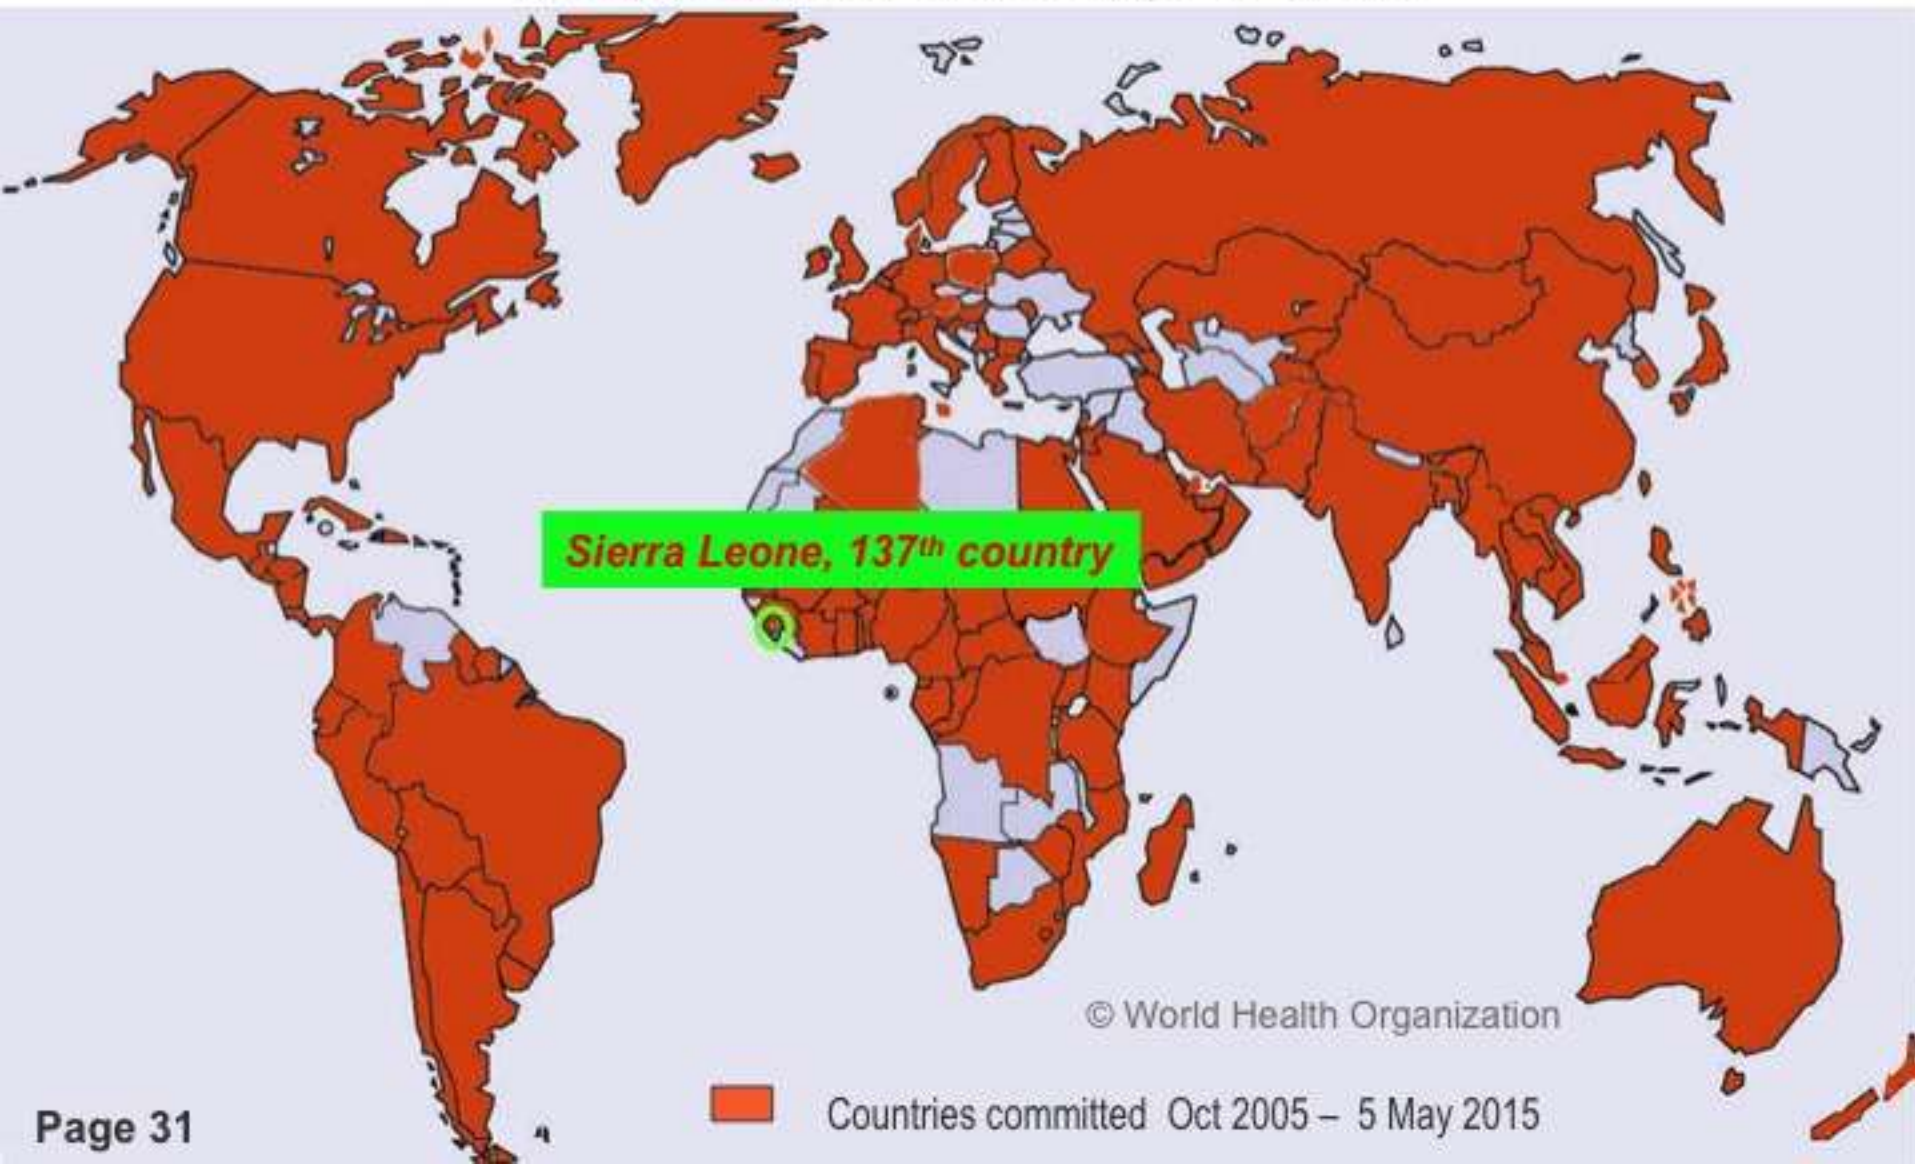 Sierra Leone, 137th country
© World Health Organization
Countries committed Oct 2005 – 5 May 2015
Page 31